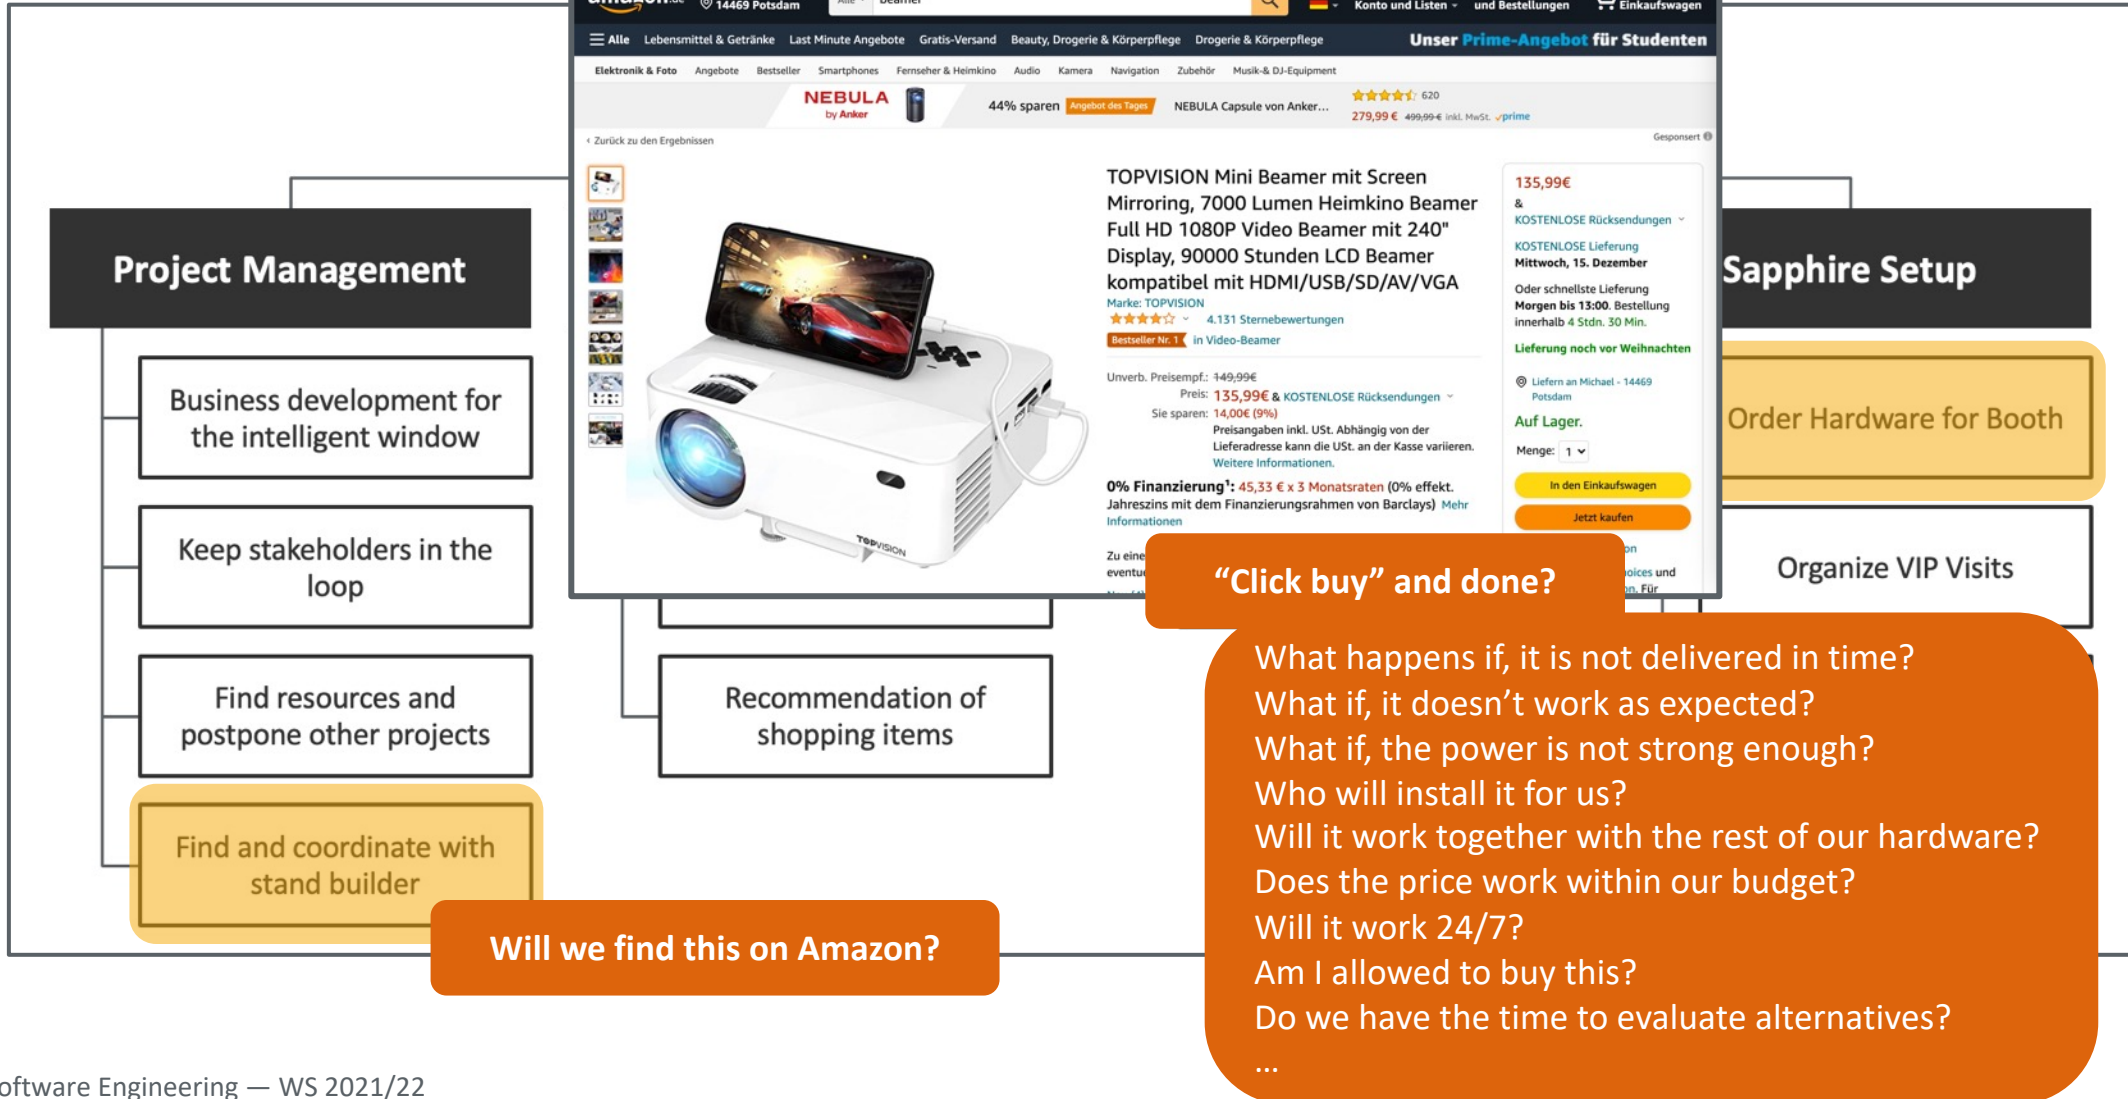 amazon.de
14469 Potsdam
Alle
Beamer
Konto und Listen
und Bestellungen
Einkaufswagen
Alle
Lebensmittel & Getränke
Last Minute Angebote
Gratis-Versand
Beauty, Drogerie & Körperpflege
Drogerie & Körperpflege
Unser Prime-Angebot für Studenten
Elektronik & Foto
Angebote
Bestseller
Smartphones
Fernseher & Heimkino
Audio
Kamera
Navigation
Zubehör
Musik-& DJ-Equipment
NEBULA
by Anker
44% sparen
Angebot des Tages
NEBULA Capsule von Anker...
620
279,99 € 499,99 € inkl. MwSt. prime
‹ Zurück zu den Ergebnissen
Gesponsert
TOPVISION Mini Beamer mit Screen
Mirroring, 7000 Lumen Heimkino Beamer
Full HD 1080P Video Beamer mit 240"
Display, 90000 Stunden LCD Beamer
kompatibel mit HDMI/USB/SD/AV/VGA
Marke: TOPVISION
4.131 Sternebewertungen
Bestseller Nr. 1 in Video-Beamer
Unverb. Preisempf.: 149,99€
Preis: 135,99€ & KOSTENLOSE Rücksendungen
Sie sparen: 14,00€ (9%)
Preisangaben inkl. USt. Abhängig von der
Lieferadresse kann die USt. an der Kasse variieren.
Weitere Informationen.
0% Finanzierung¹: 45,33 € x 3 Monatsraten (0% effekt.
Jahreszins mit dem Finanzierungsrahmen von Barclays) Mehr
Informationen
Zu eine
eventue
TOPVISION
135,99€
&
KOSTENLOSE Rücksendungen
KOSTENLOSE Lieferung
Mittwoch, 15. Dezember
Oder schnellste Lieferung
Morgen bis 13:00. Bestellung
innerhalb 4 Stdn. 30 Min.
Lieferung noch vor Weihnachten
Liefern an Michael - 14469
Potsdam
Auf Lager.
Menge: 1
In den Einkaufswagen
Jetzt kaufen
on
oices und
on. Für
Project Management
Business development for
the intelligent window
Keep stakeholders in the
loop
Find resources and
postpone other projects
Find and coordinate with
stand builder
Recommendation of
shopping items
Sapphire Setup
Order Hardware for Booth
Organize VIP Visits
“Click buy” and done?
What happens if, it is not delivered in time?
What if, it doesn’t work as expected?
What if, the power is not strong enough?
Who will install it for us?
Will it work together with the rest of our hardware?
Does the price work within our budget?
Will it work 24/7?
Am I allowed to buy this?
Do we have the time to evaluate alternatives?
...
Will we find this on Amazon?
oftware Engineering — WS 2021/22